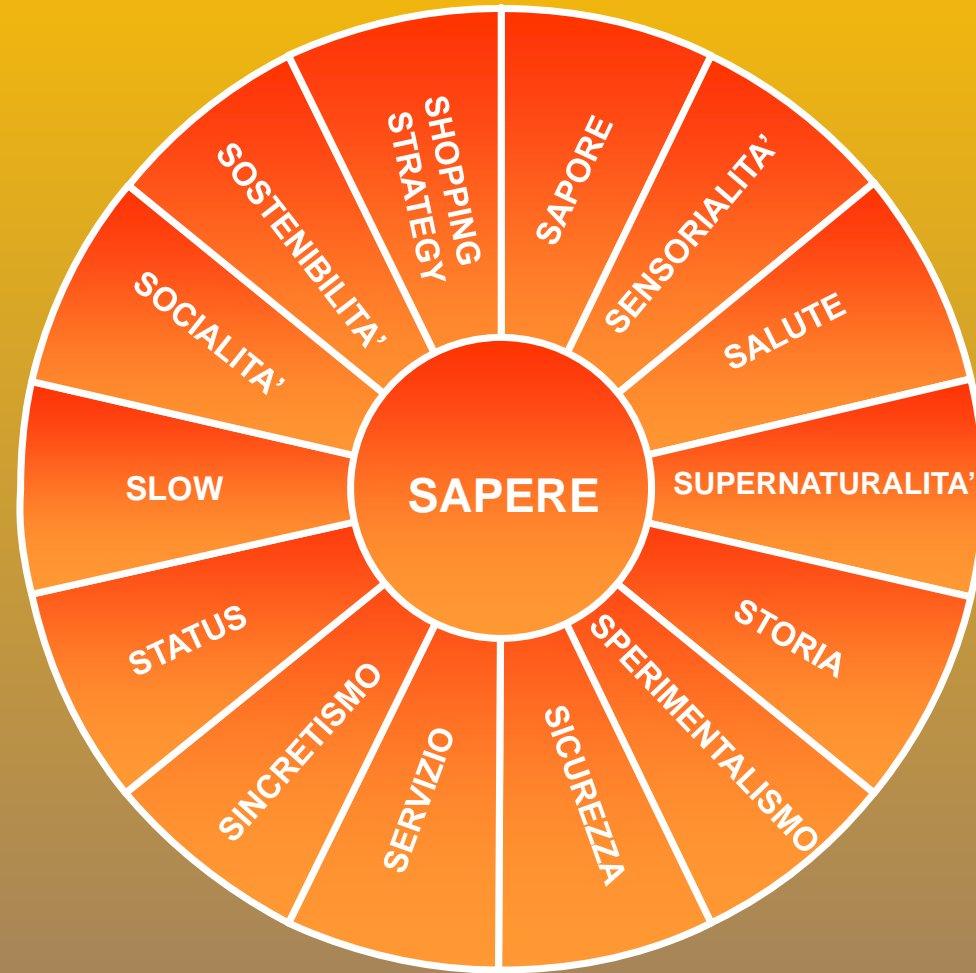 SAPORE
SENSORIALITA’
SALUTE
SUPERNATURALITA’
STORIA
SPERIMENTALISMO
SICUREZZA
SERVIZIO
SINCRETISMO
STATUS
SLOW
SOCIALITA’
SOSTENIBILITA’
SHOPPING
STRATEGY
SAPERE